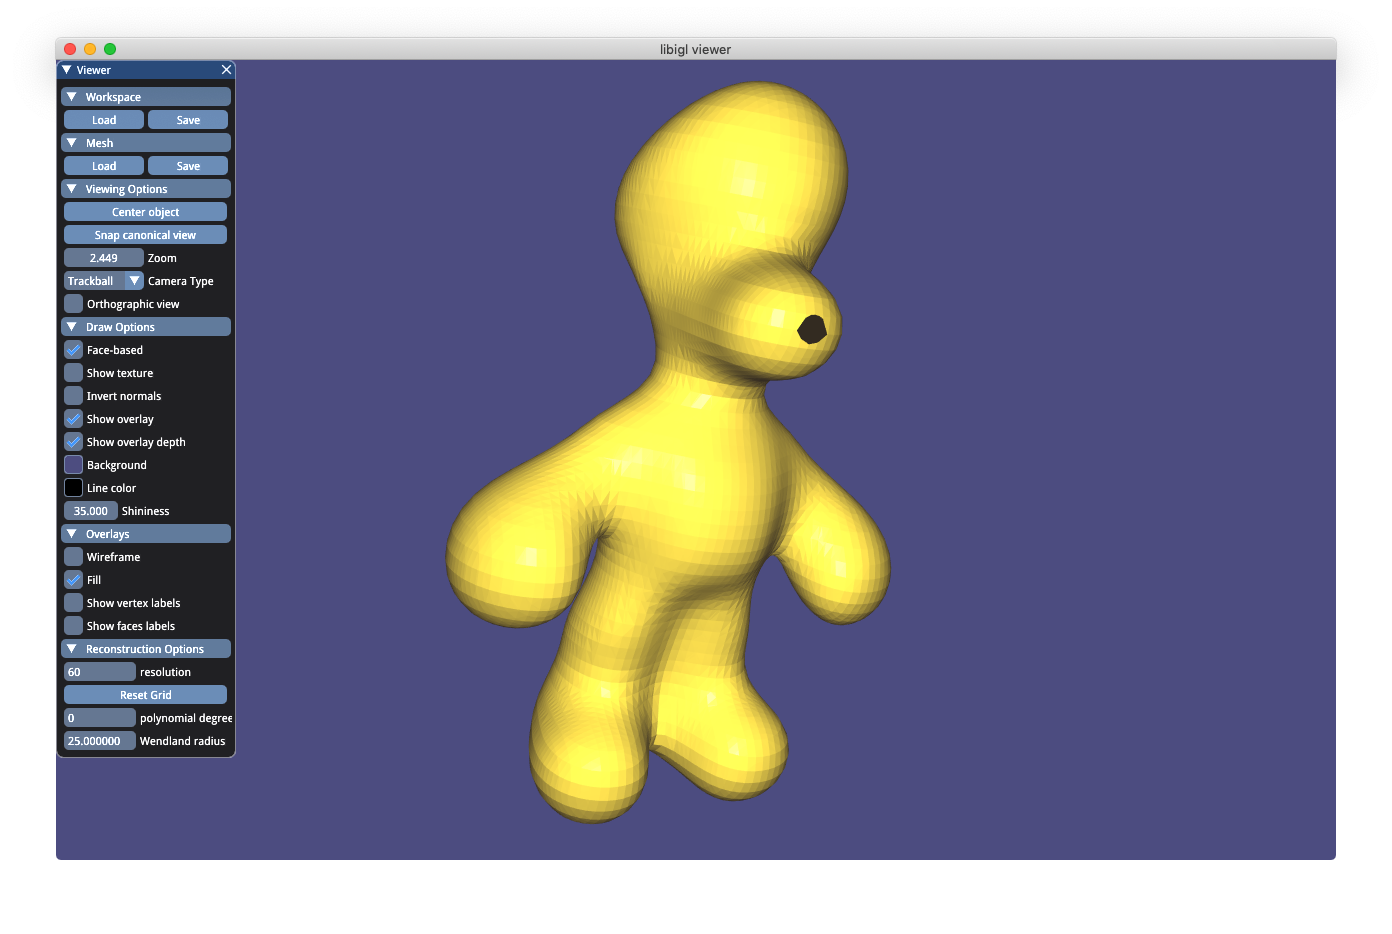 libigl viewer
Viewer
Workspace
Load Save
Mesh
Load Save
Viewing Options
Center object
Snap canonical view
2.449 Zoom
Trackball Camera Type
Orthographic view
Draw Options
Face-based
Show texture
Invert normals
Show overlay
Show overlay depth
Background
Line color
35.000 Shininess
Overlays
Wireframe
Fill
Show vertex labels
Show faces labels
Reconstruction Options
60 resolution
Reset Grid
0 polynomial degree
25.000000 Wendland radius